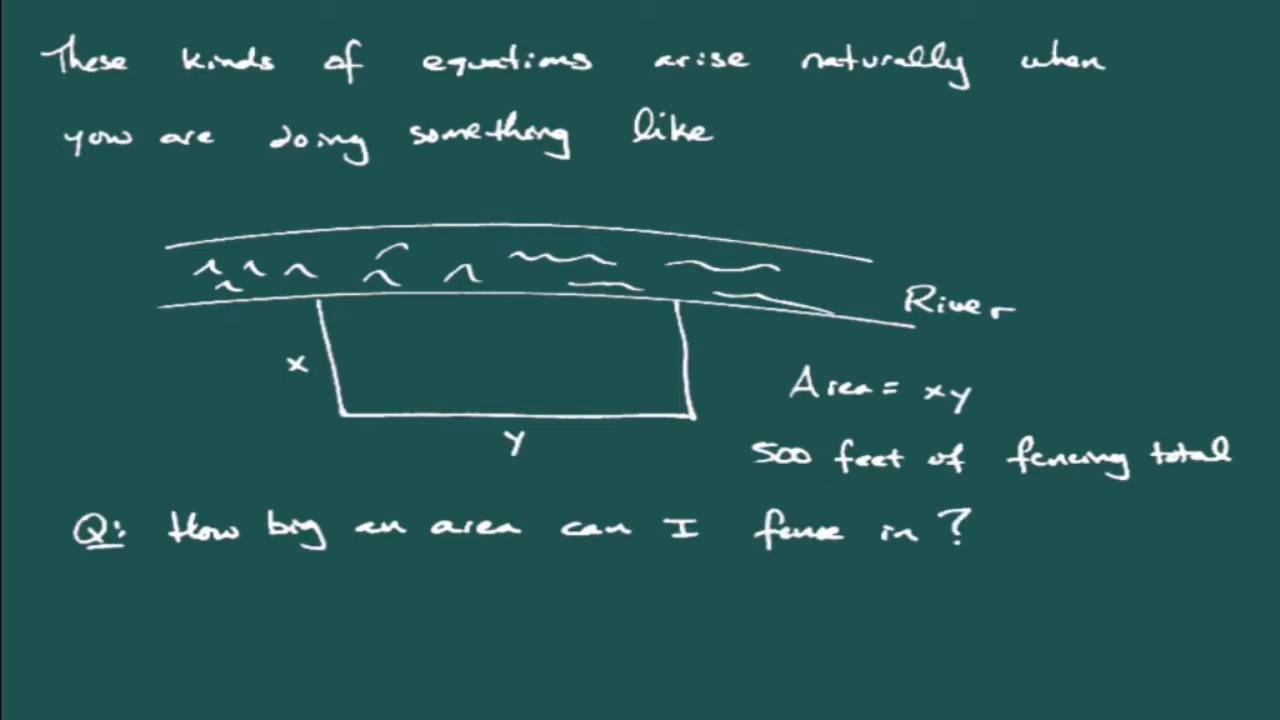 These kinds of equations arise naturally when
you are doing something like
River
x
Area = xy
y
500 feet of fencing total
Q: How big an area can I fence in?